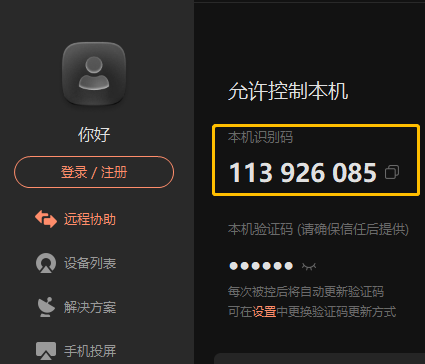 你好
登录 / 注册
远程协助
设备列表
解决方案
手机投屏
允许控制本机
本机识别码
113 926 085
本机验证码 (请确保信任后提供)
●●●●●●
每次被控后将自动更新验证码
可在设置中更换验证码更新方式